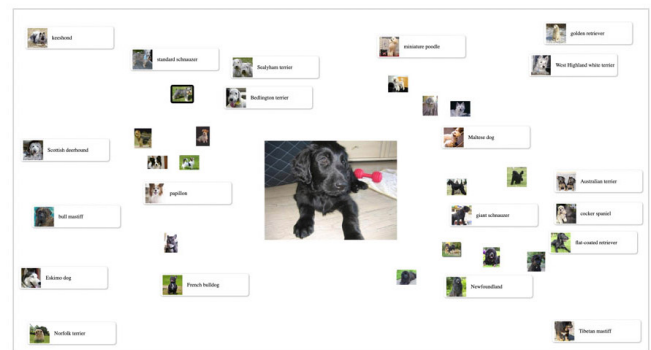 keeshond
golden retriever
miniature poodle
standard schnauzer
Sealyham terrier
West Highland white terrier
Bedlington terrier
Maltese dog
Scottish deerhound
Australian terrier
papillon
bull mastiff
giant schnauzer
cocker spaniel
flat-coated retriever
Eskimo dog
French bulldog
Newfoundland
Norfolk terrier
Tibetan mastiff